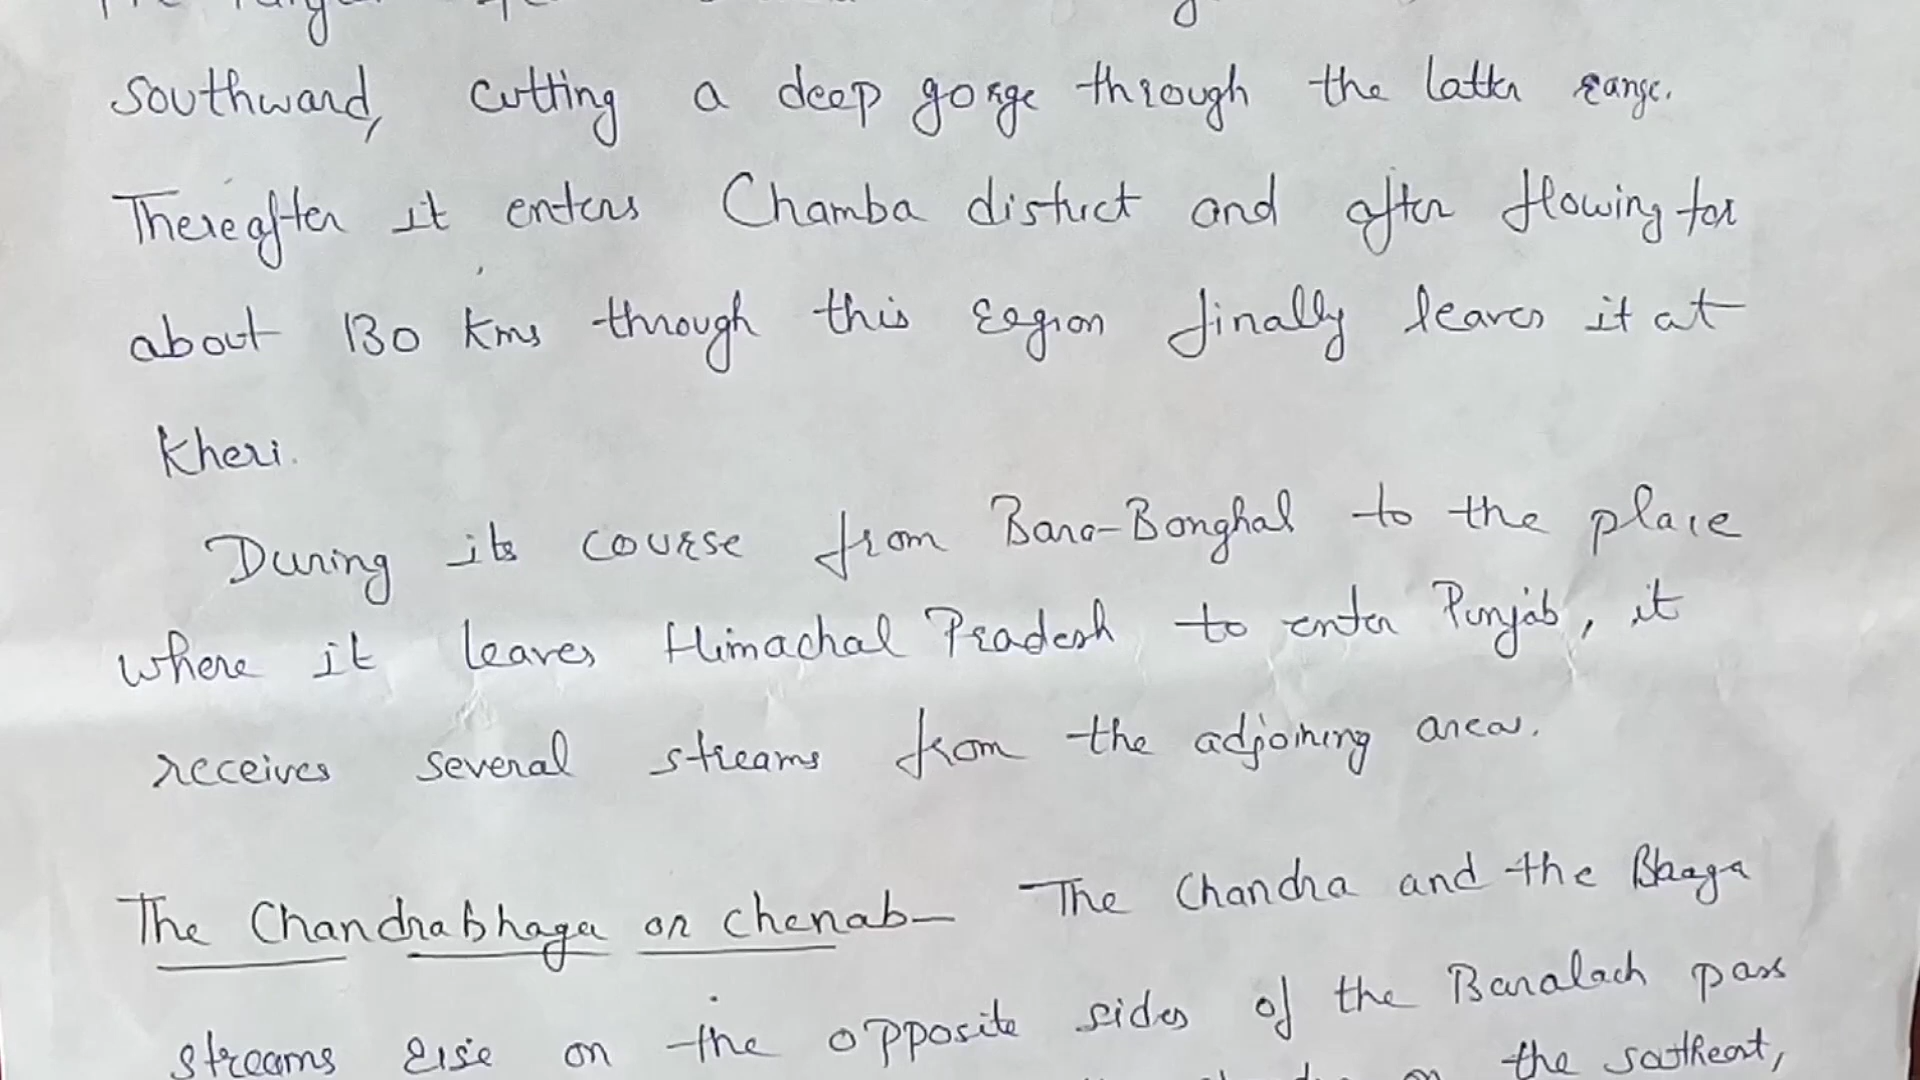 southward, cutting a deep gorge through the latter range.
Thereafter it enters Chamba district and after flowing for
about 130 kms through this region finally leaves it at
Kheri.
During its course from Bara-Bonghal to the place
where it leaves Himachal Pradesh to enter Punjab, it
receives several streams from the adjoining areas.
The Chandrabhaga or Chenab— The Chandra and the Bhaga
streams rise on the opposite sides of the Baralach pass
on the southeast,